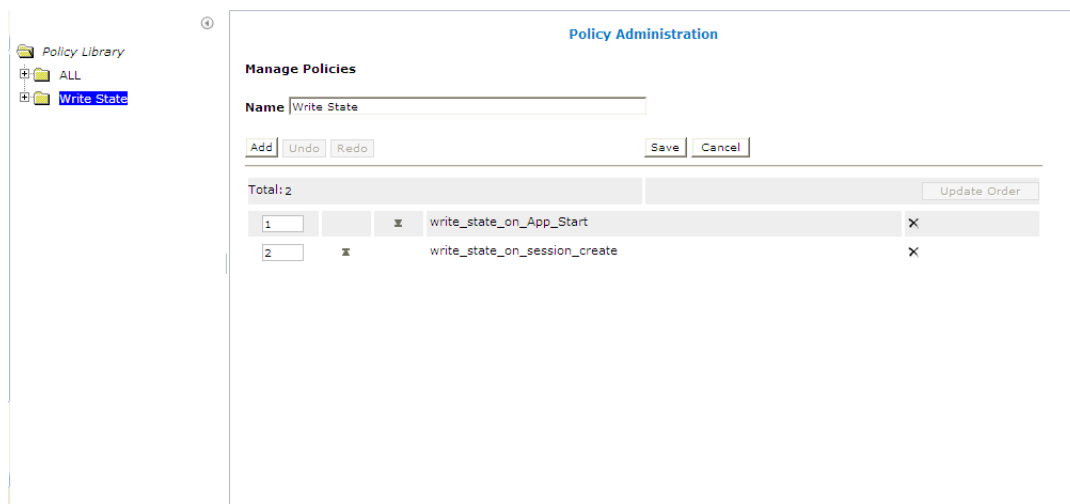 Policy Library
ALL
Write State
Policy Administration
Manage Policies
Name Write State
Add Undo Redo Save Cancel
Total: 2 Update Order
1 write_state_on_App_Start
2 write_state_on_session_create